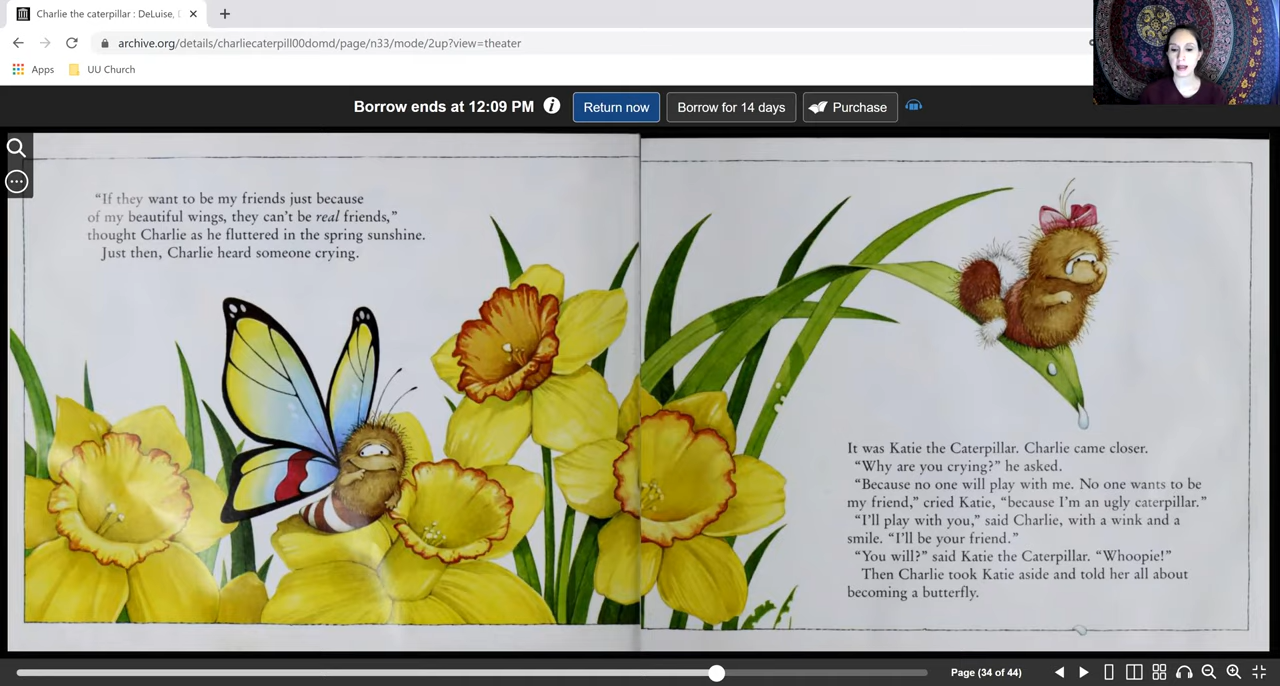 Charlie the caterpillar : DeLuise,
archive.org/details/charliecaterpill00domd/page/n33/mode/2up?view=theater
Apps UU Church
Borrow ends at 12:09 PM i Return now Borrow for 14 days Purchase
“If they want to be my friends just because
of my beautiful wings, they can’t be real friends,”
thought Charlie as he fluttered in the spring sunshine.
Just then, Charlie heard someone crying.
It was Katie the Caterpillar. Charlie came closer.
“Why are you crying?” he asked.
“Because no one will play with me. No one wants to be
my friend,” cried Katie, “because I’m an ugly caterpillar.”
“I’ll play with you,” said Charlie, with a wink and a
smile. “I’ll be your friend.”
“You will?” said Katie the Caterpillar. “Whoopie!”
Then Charlie took Katie aside and told her all about
becoming a butterfly.
Page (34 of 44)